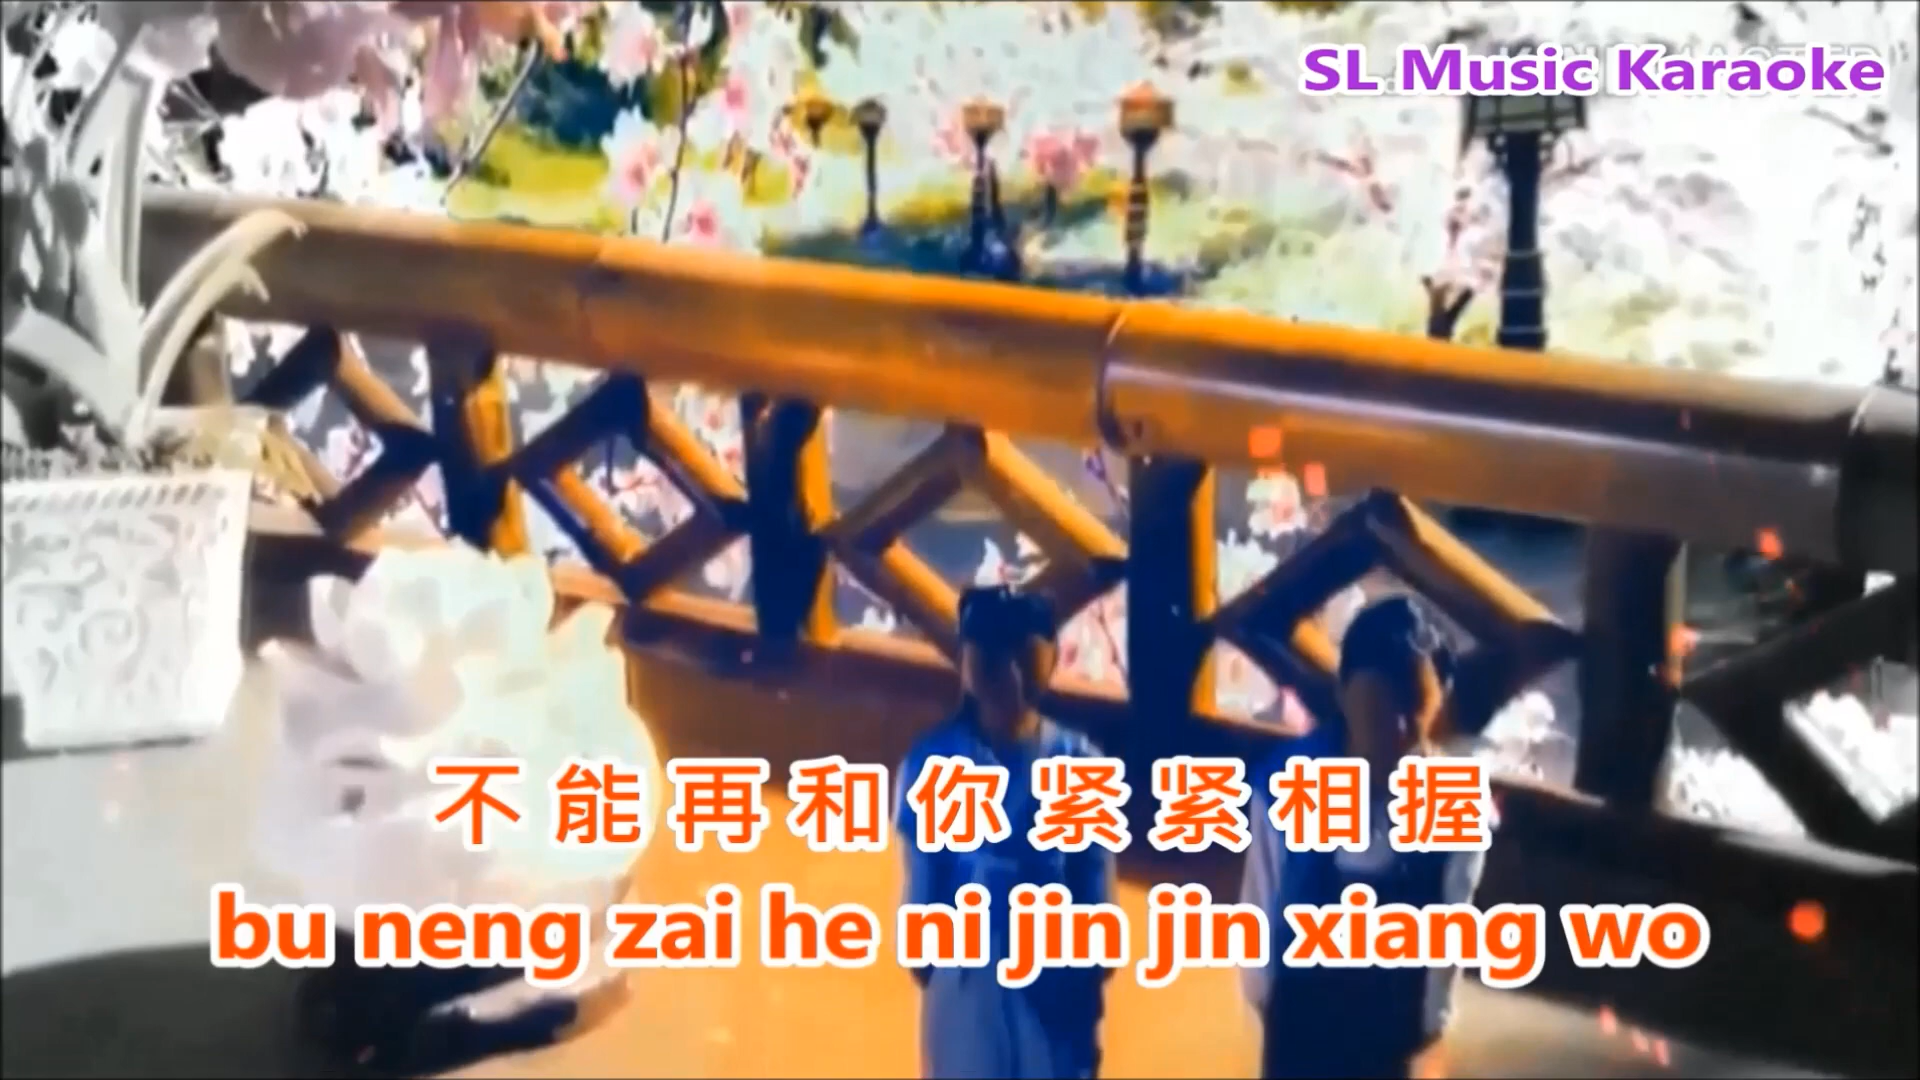 SL Music Karaoke
不能再和你紧紧相握
bu neng zai he ni jin jin xiang wo